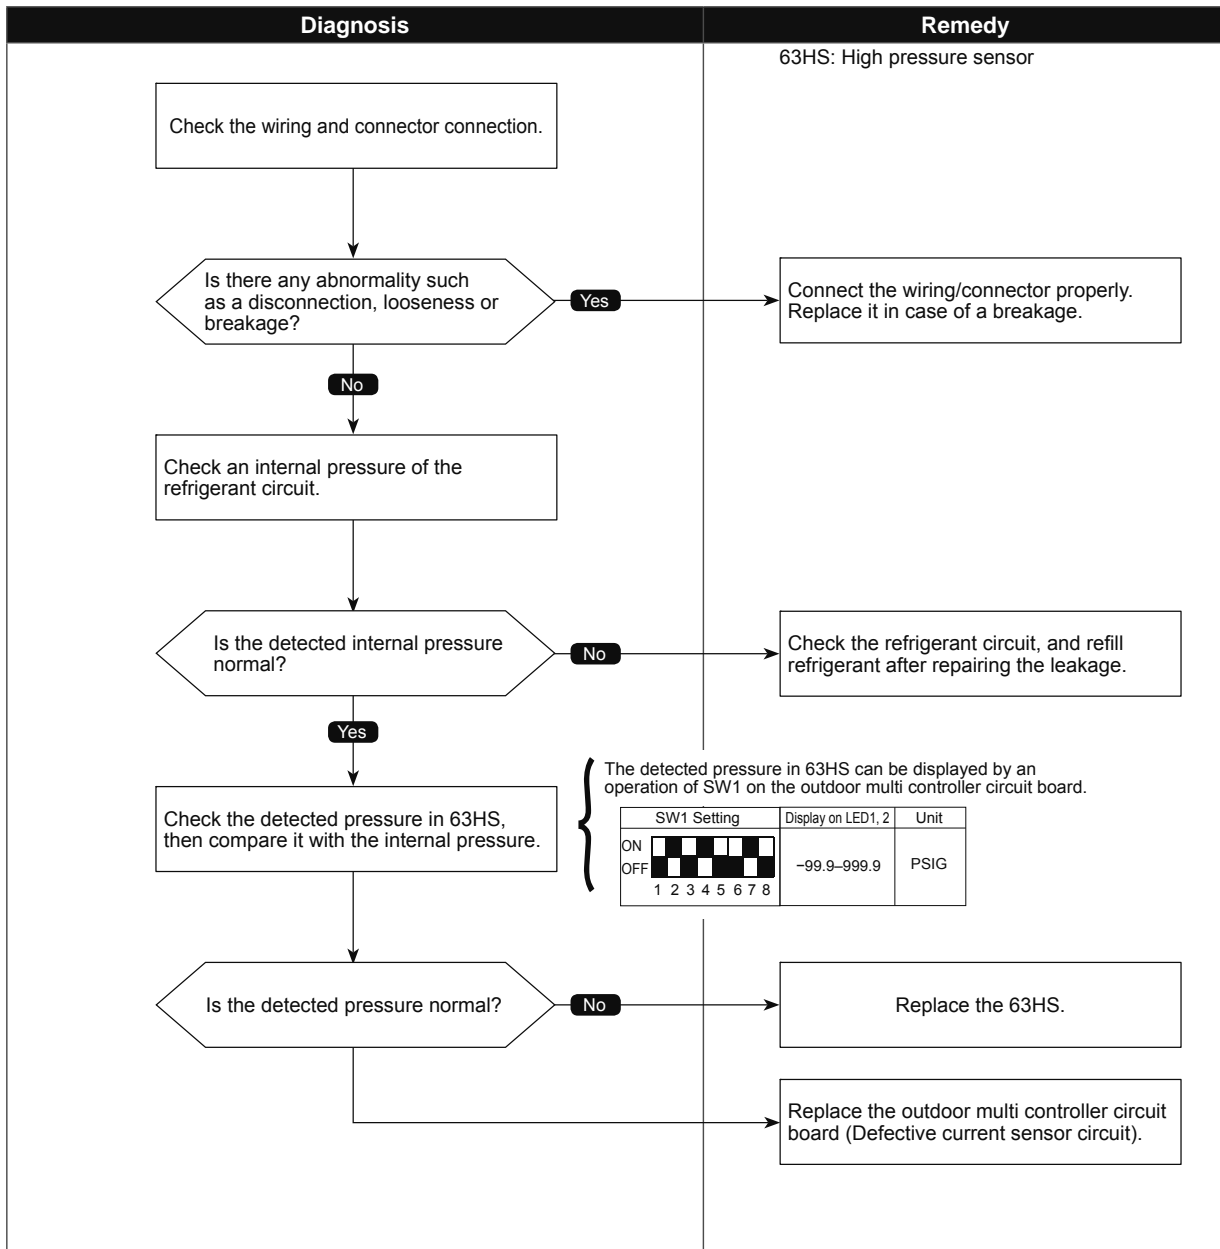 Diagnosis
Remedy
63HS: High pressure sensor
Check the wiring and connector connection.
Is there any abnormality such
as a disconnection, looseness or
breakage?
Yes
Connect the wiring/connector properly.
Replace it in case of a breakage.
No
Check an internal pressure of the
refrigerant circuit.
Is the detected internal pressure
normal?
No
Check the refrigerant circuit, and refill
refrigerant after repairing the leakage.
Yes
Check the detected pressure in 63HS,
then compare it with the internal pressure.
The detected pressure in 63HS can be displayed by an
operation of SW1 on the outdoor multi controller circuit board.
SW1 Setting
Display on LED1, 2
Unit
ON
OFF
1 2 3 4 5 6 7 8
−99.9–999.9
PSIG
Is the detected pressure normal?
No
Replace the 63HS.
Replace the outdoor multi controller circuit
board (Defective current sensor circuit).